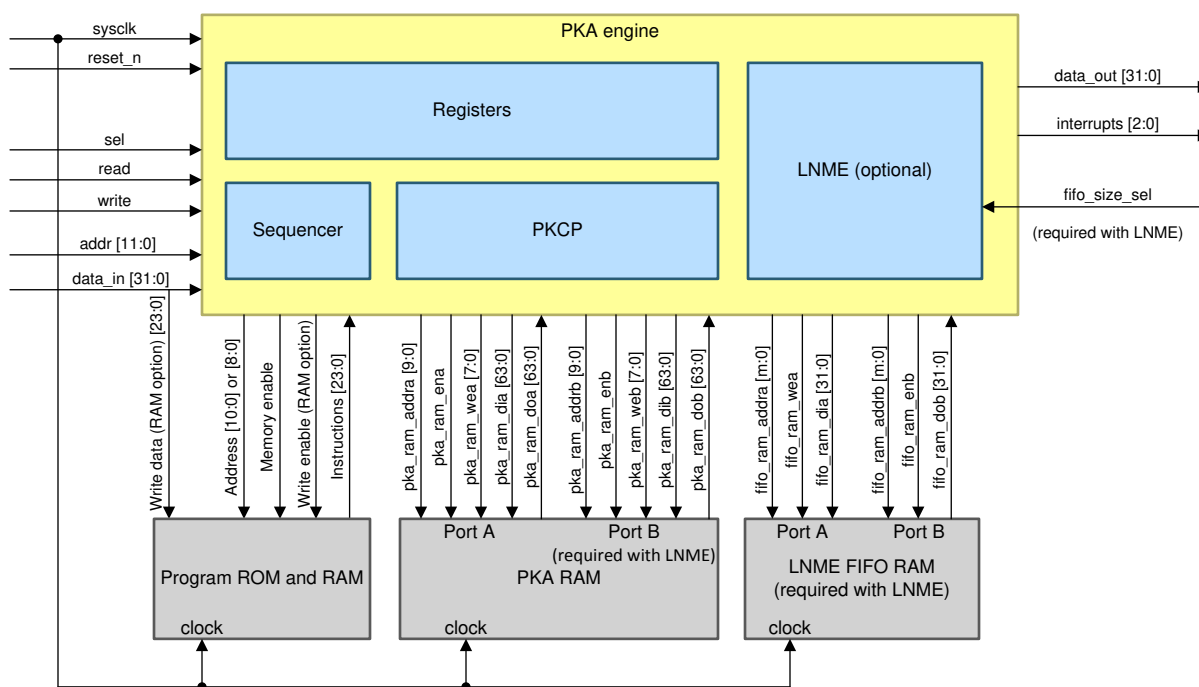 sysclk
reset_n
sel
read
write
addr [11:0]
data_in [31:0]
PKA engine
Registers
Sequencer
PKCP
LNME (optional)
data_out [31:0]
interrupts [2:0]
fifo_size_sel
(required with LNME)
Write data (RAM option) [23:0]
Address [10:0] or [8:0]
Memory enable
Write enable (RAM option)
Instructions [23:0]
pka_ram_addra [9:0]
pka_ram_ena
pka_ram_wea [7:0]
pka_ram_dia [63:0]
pka_ram_doa [63:0]
pka_ram_addrb [9:0]
pka_ram_enb
pka_ram_web [7:0]
pka_ram_dib [63:0]
pka_ram_dob [63:0]
fifo_ram_addra [m:0]
fifo_ram_wea
fifo_ram_dia [31:0]
fifo_ram_addrb [m:0]
fifo_ram_enb
fifo_ram_dob [31:0]
Program ROM and RAM
clock
Port A
Port B
(required with LNME)
PKA RAM
clock
Port A
Port B
LNME FIFO RAM
(required with LNME)
clock